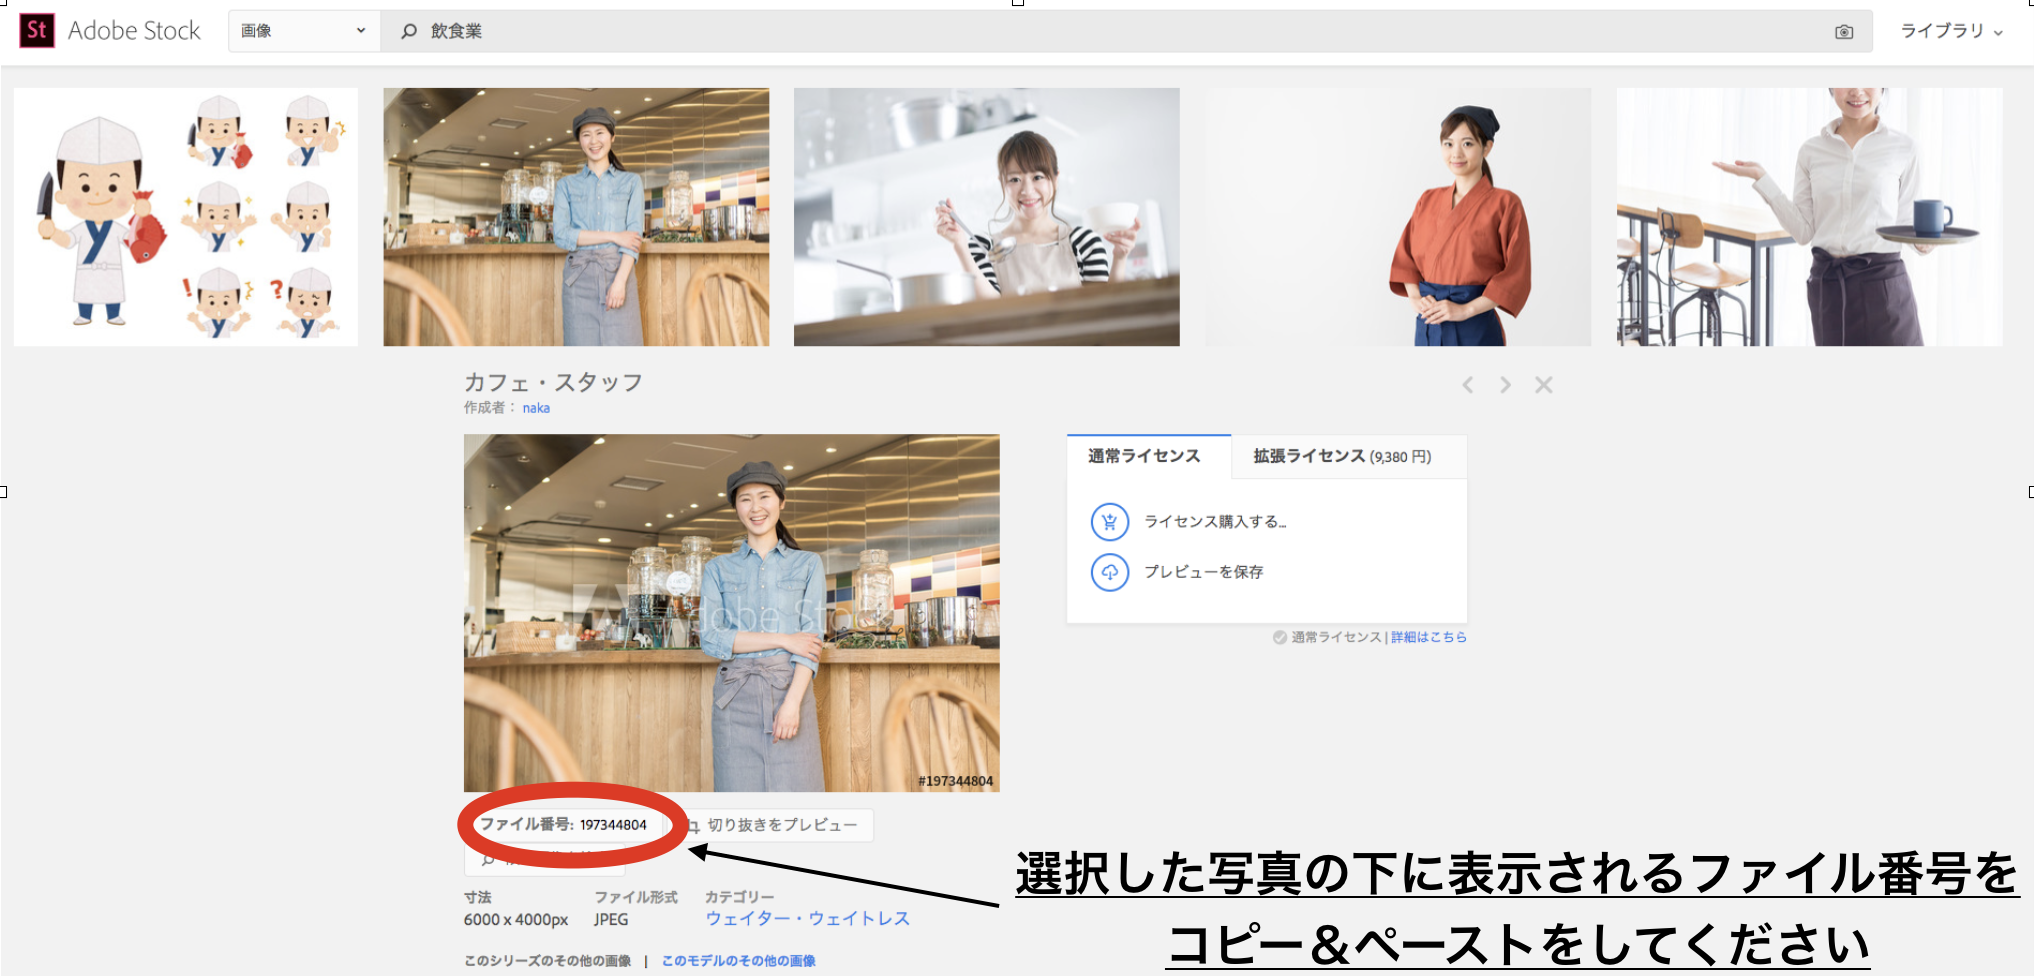 St Adobe Stock 画像 飲食業 ライブラリ
カフェ・スタッフ
作成者： naka
通常ライセンス 拡張ライセンス (9,380 円)
ライセンス購入する...
プレビューを保存
Adobe Stock
通常ライセンス | 詳細はこちら
#197344804
ファイル番号: 197344804 切り抜きをプレビュー
選択した写真の下に表示されるファイル番号を
コピー＆ペーストをしてください
寸法 ファイル形式 カテゴリー
6000 x 4000px JPEG ウェイター・ウェイトレス
このシリーズのその他の画像 | このモデルのその他の画像